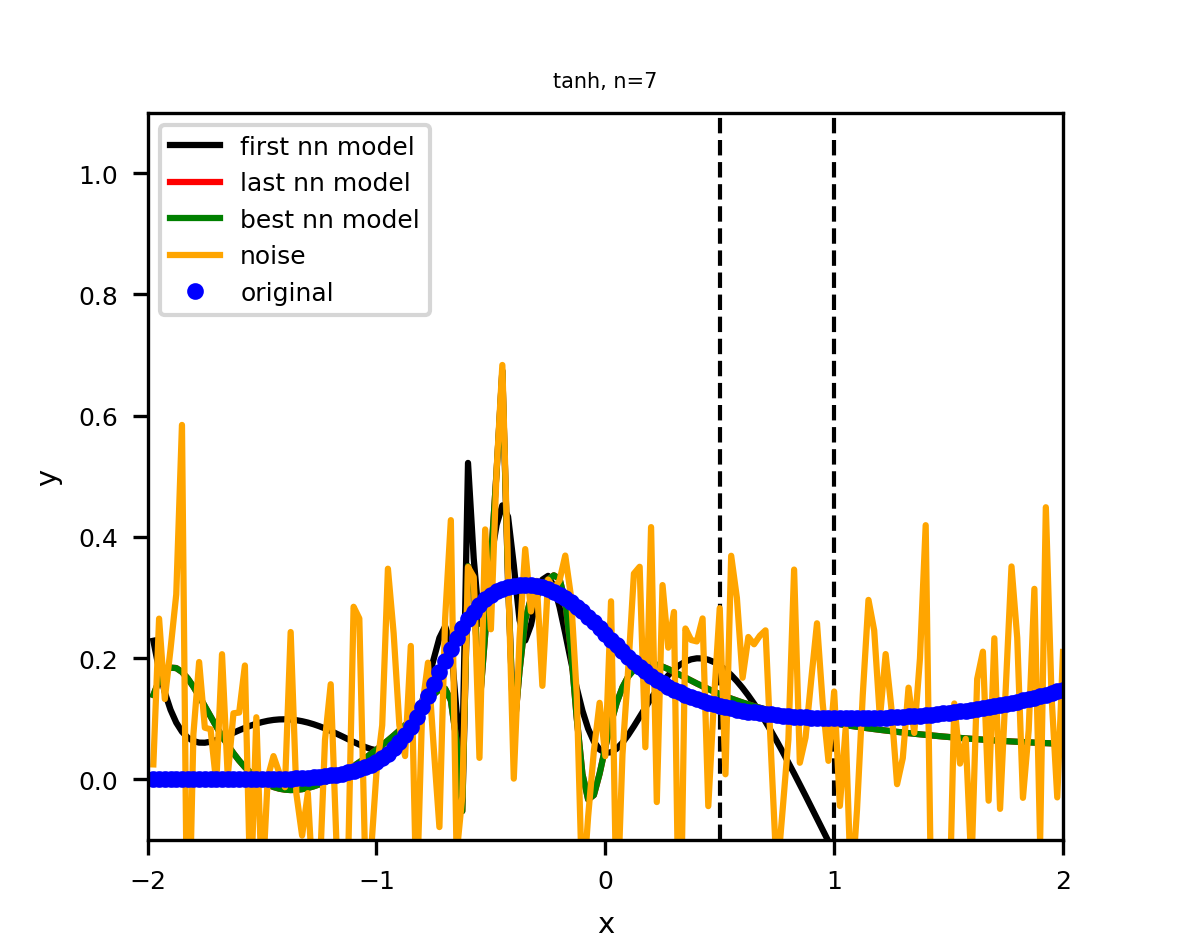 tanh, n=7
first nn model
last nn model
best nn model
noise
original
1.0
0.8
0.6
0.4
0.2
0.0
y
−2
−1
0
1
2
x